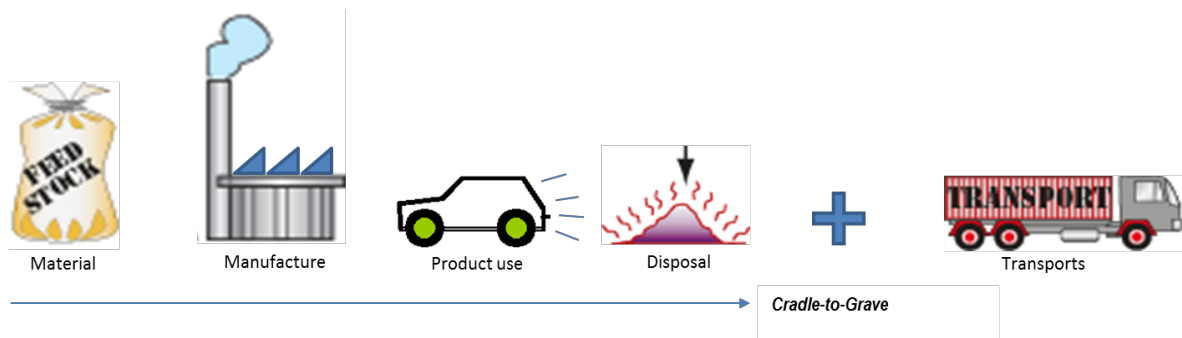 FEED
STOCK
TRANSPORT
Material
Manufacture
Product use
Disposal
Transports
Cradle-to-Grave